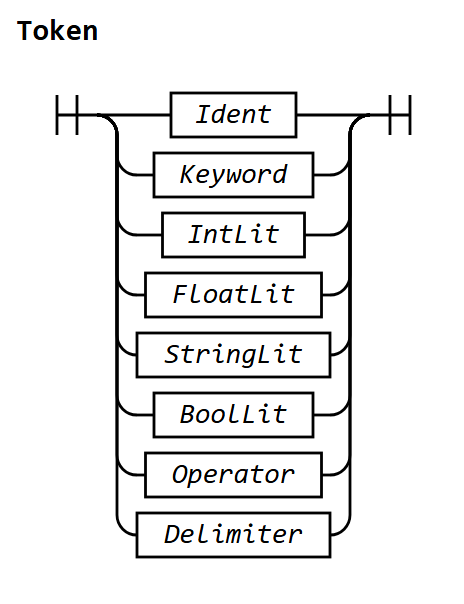 Token
Ident
Keyword
IntLit
FloatLit
StringLit
BoolLit
Operator
Delimiter